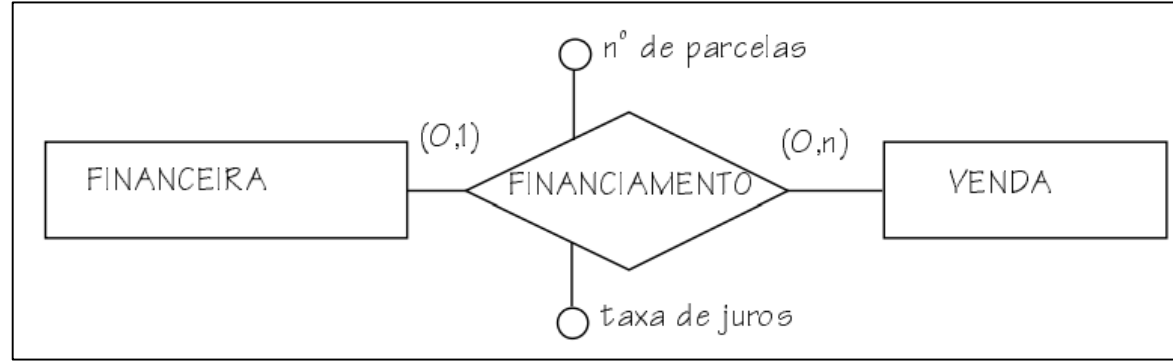 nº de parcelas
(0,1)
(0,n)
FINANCEIRA
FINANCIAMENTO
VENDA
taxa de juros